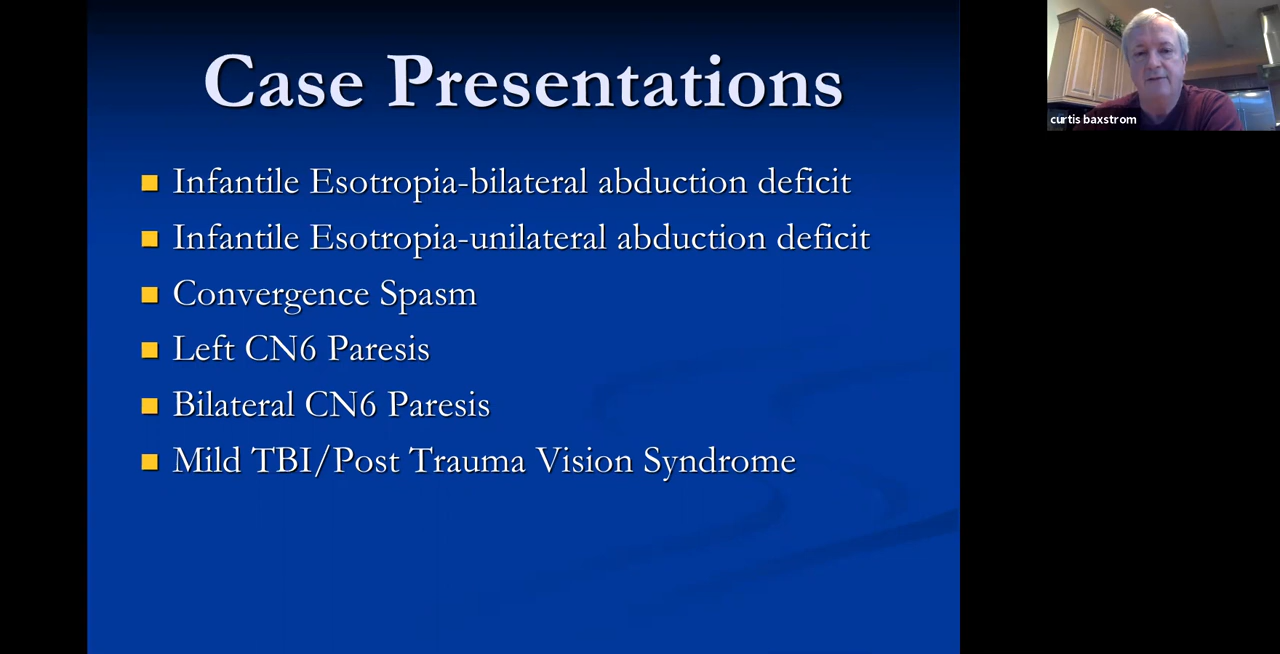 Case Presentations
Infantile Esotropia-bilateral abduction deficit
Infantile Esotropia-unilateral abduction deficit
Convergence Spasm
Left CN6 Paresis
Bilateral CN6 Paresis
Mild TBI/Post Trauma Vision Syndrome
curtis baxstrom